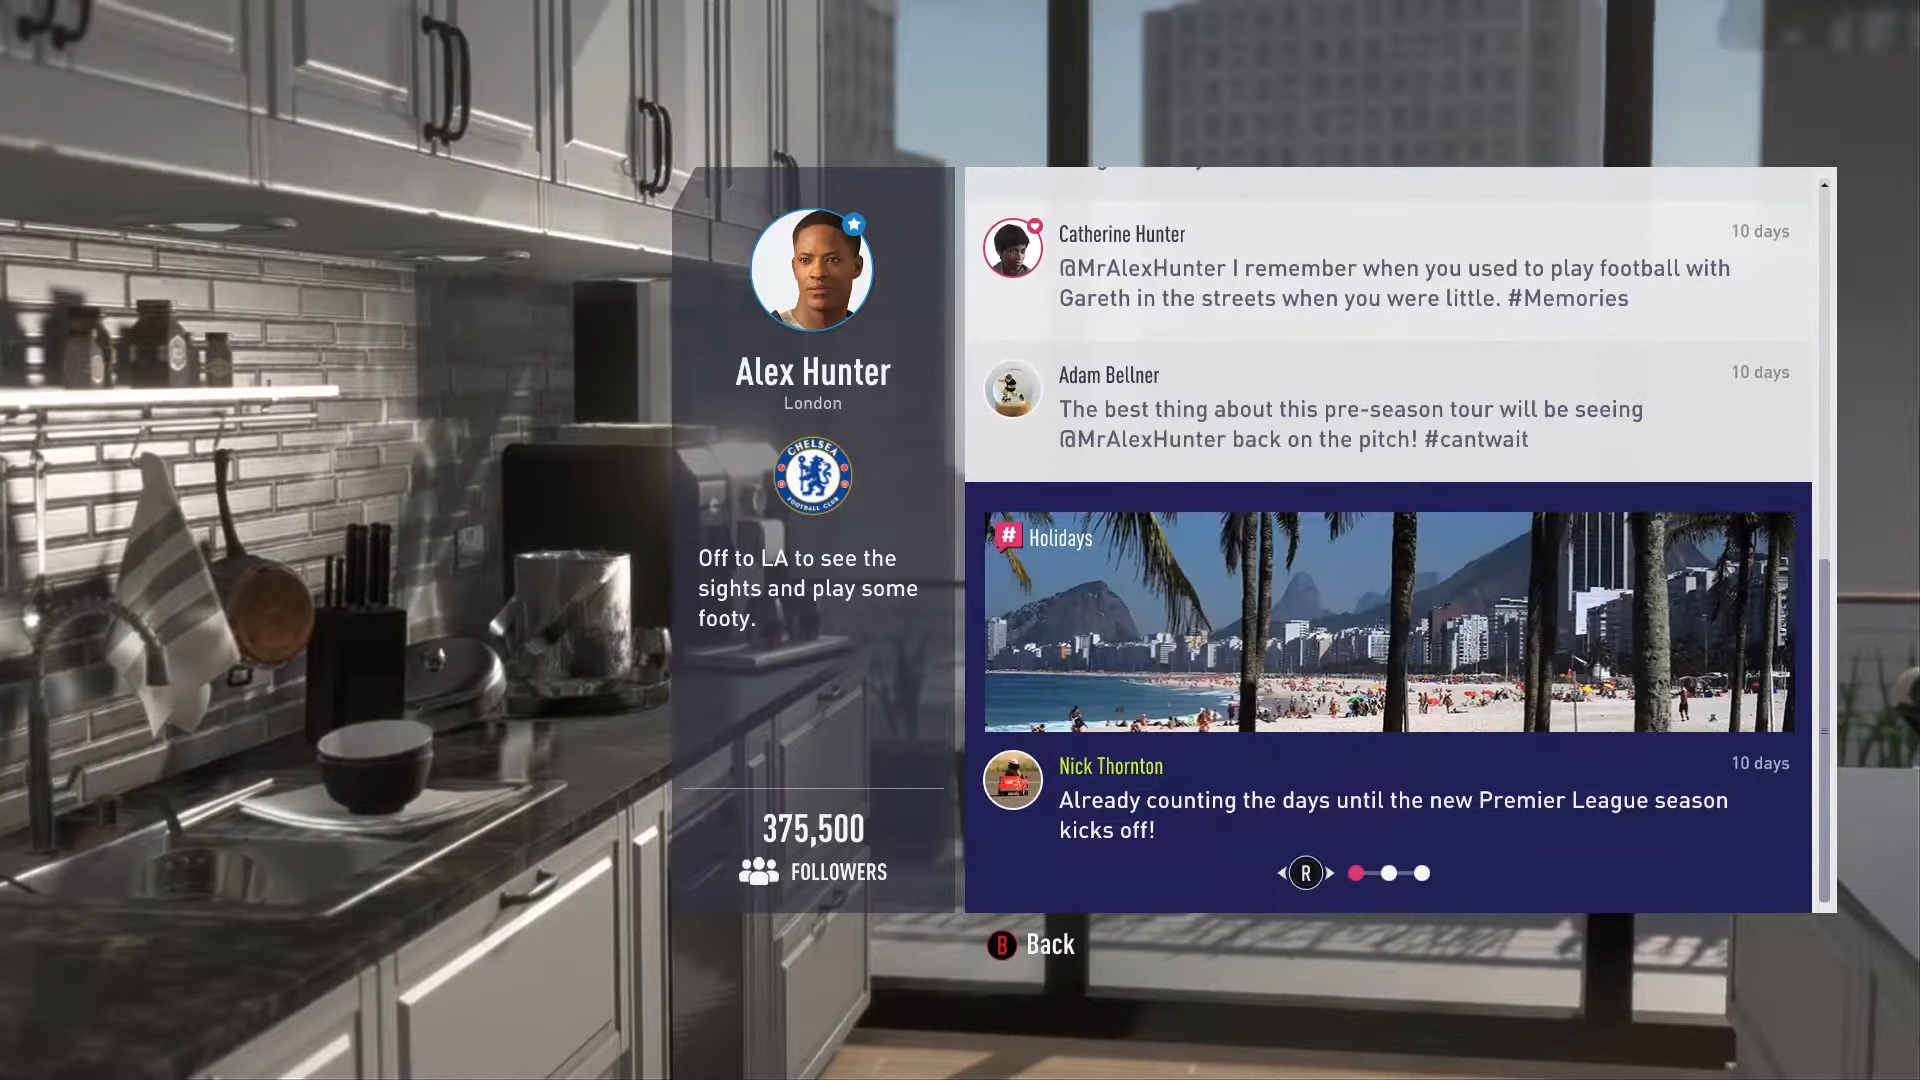 Alex Hunter
London
CHELSEA
FOOTBALL CLUB
Off to LA to see the
sights and play some
footy.
375,500
FOLLOWERS
Catherine Hunter
10 days
@MrAlexHunter I remember when you used to play football with
Gareth in the streets when you were little. #Memories
Adam Bellner
10 days
The best thing about this pre-season tour will be seeing
@MrAlexHunter back on the pitch! #cantwait
# Holidays
Nick Thornton
10 days
Already counting the days until the new Premier League season
kicks off!
R
B Back